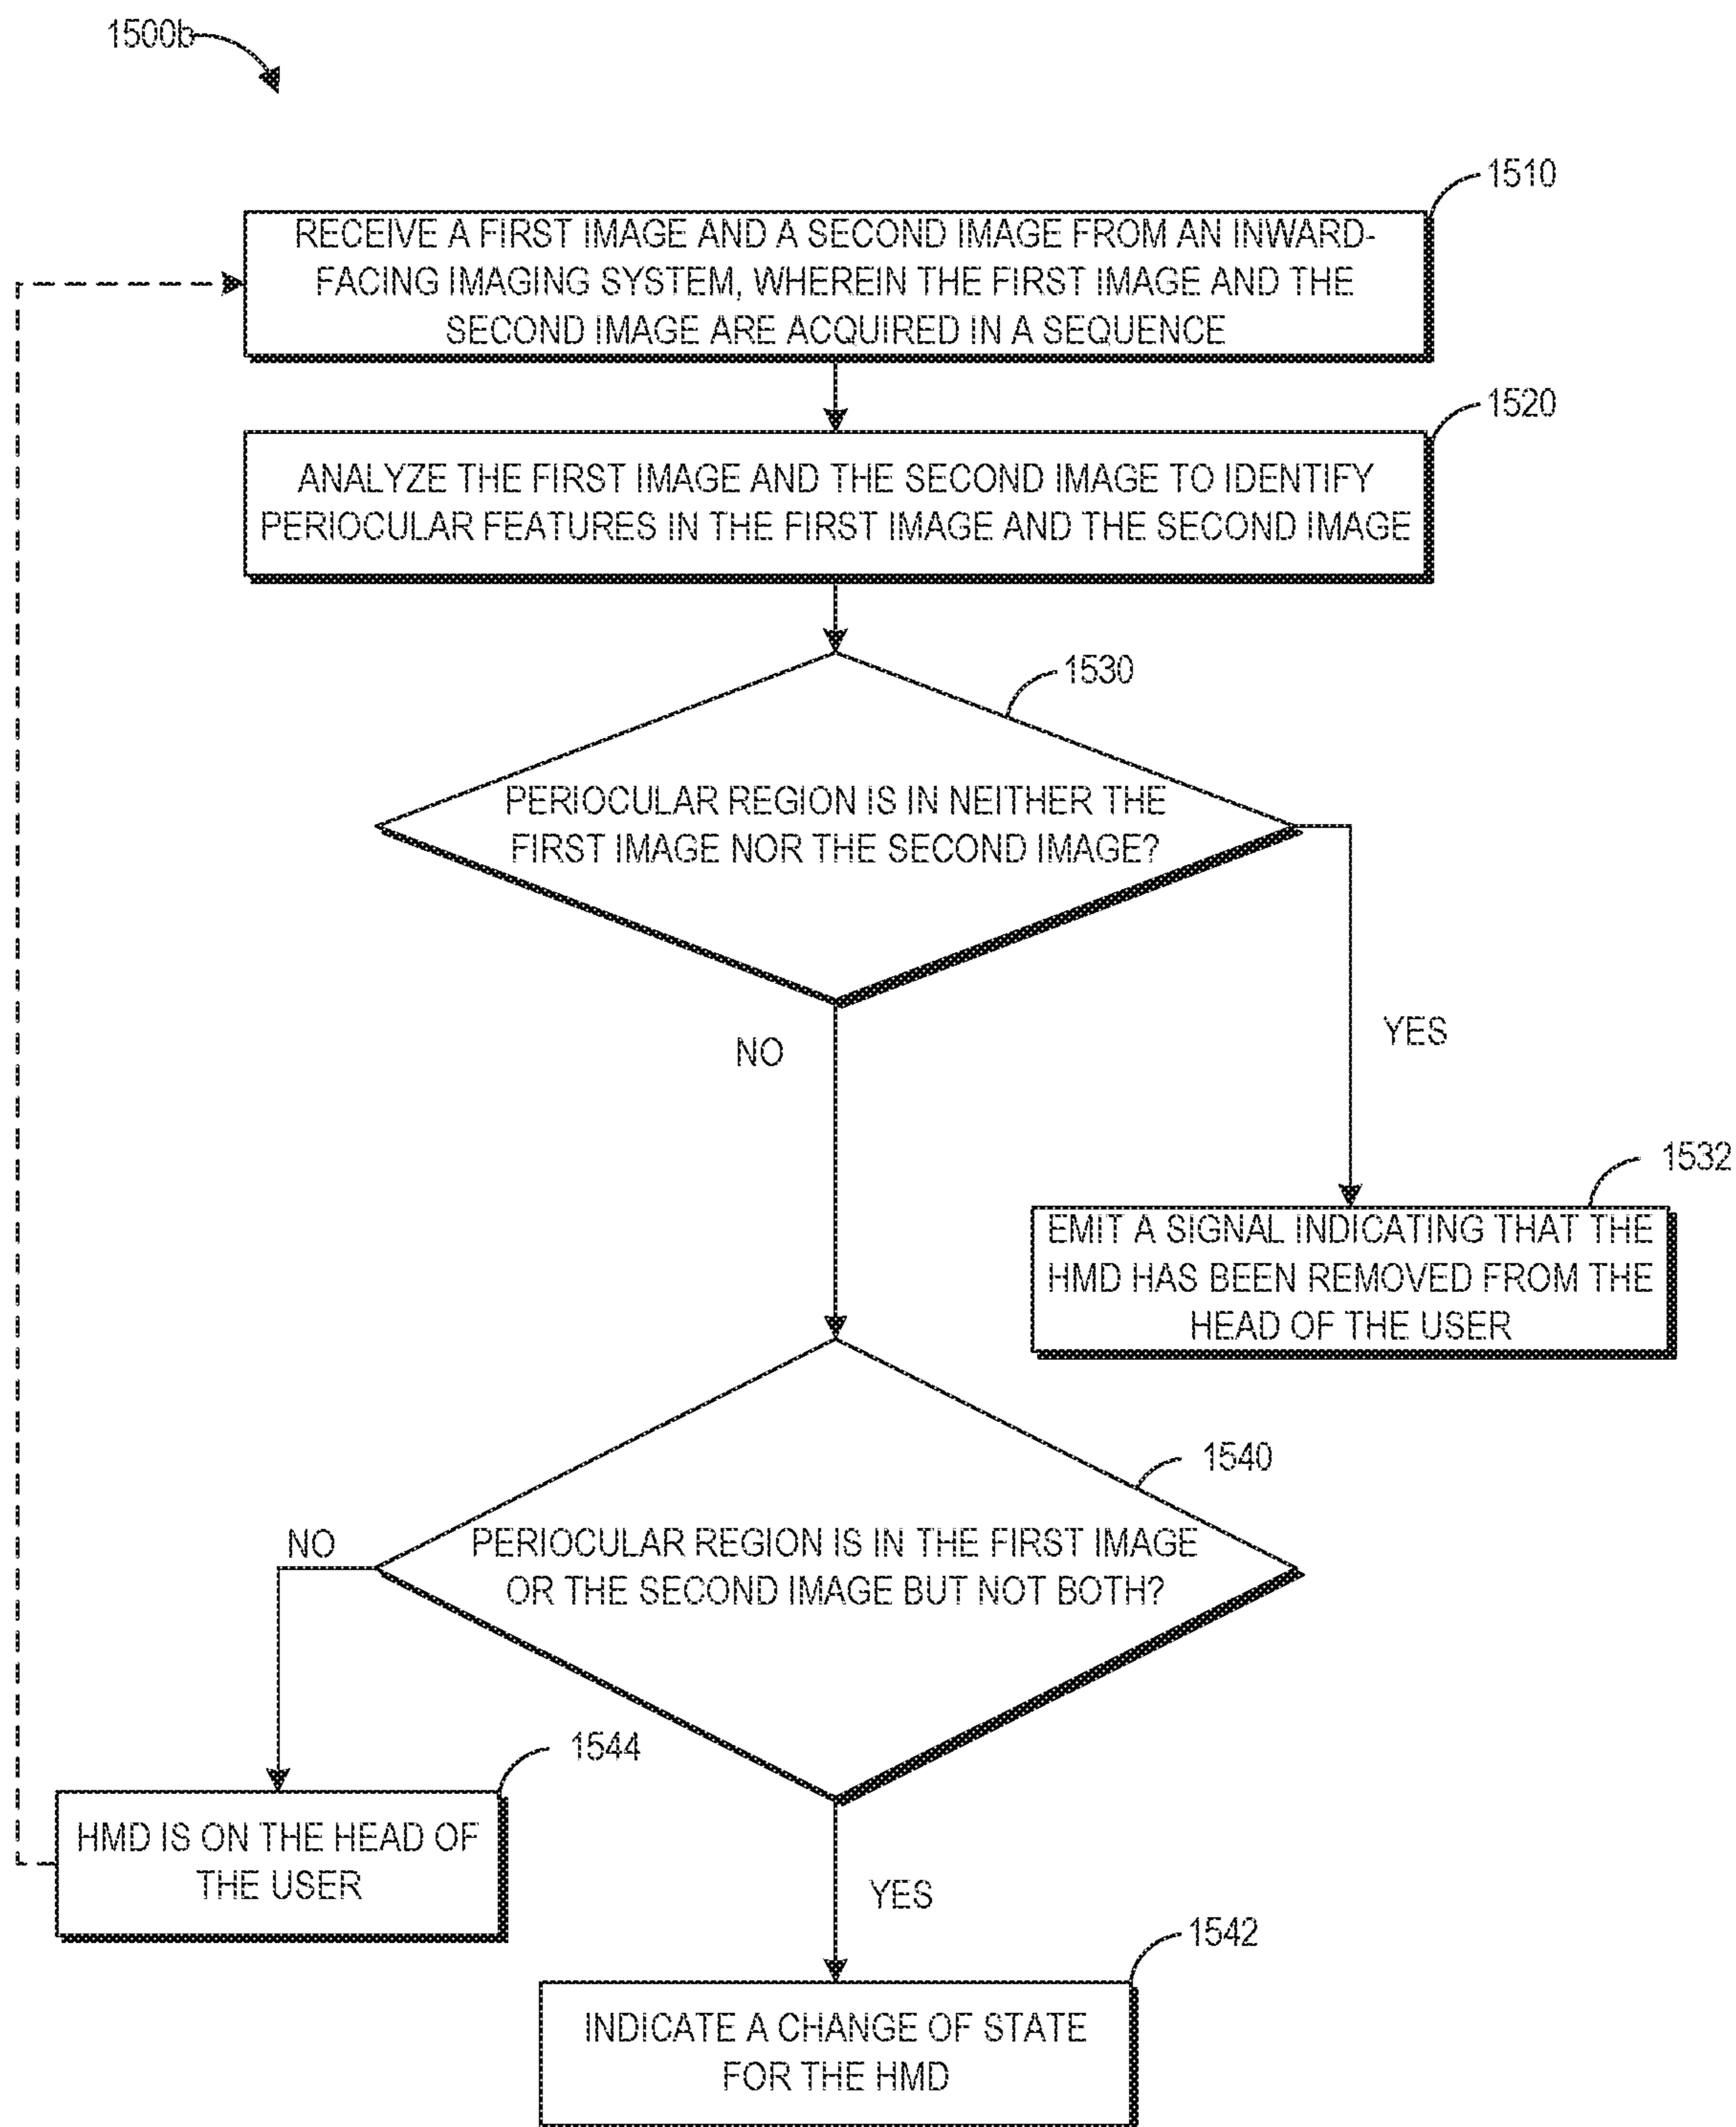 1500b
1510
RECEIVE A FIRST IMAGE AND A SECOND IMAGE FROM AN INWARD-
FACING IMAGING SYSTEM, WHEREIN THE FIRST IMAGE AND THE
SECOND IMAGE ARE ACQUIRED IN A SEQUENCE
1520
ANALYZE THE FIRST IMAGE AND THE SECOND IMAGE TO IDENTIFY
PERIOCULAR FEATURES IN THE FIRST IMAGE AND THE SECOND IMAGE
1530
PERIOCULAR REGION IS IN NEITHER THE
FIRST IMAGE NOR THE SECOND IMAGE?
YES
NO
1532
EMIT A SIGNAL INDICATING THAT THE
HMD HAS BEEN REMOVED FROM THE
HEAD OF THE USER
1540
PERIOCULAR REGION IS IN THE FIRST IMAGE
OR THE SECOND IMAGE BUT NOT BOTH?
NO
1544
HMD IS ON THE HEAD OF
THE USER
YES
1542
INDICATE A CHANGE OF STATE
FOR THE HMD